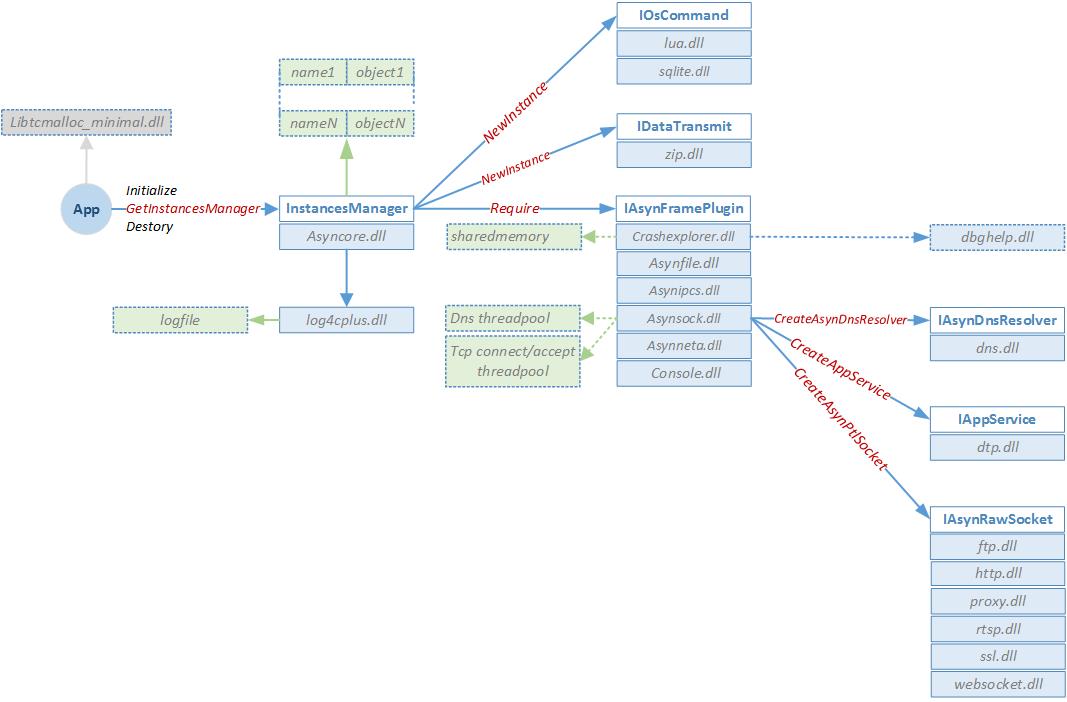 IOsCommand
lua.dll
sqlite.dll
name1 object1
nameN objectN
Libtcmalloc_minimal.dll
NewInstance
IDataTransmit
zip.dll
NewInstance
App
Initialize
GetInstancesManager
Destory
InstancesManager
Asyncore.dll
Require
IAsynFramePlugin
sharedmemory
Crashexplorer.dll
dbghelp.dll
Asynfile.dll
Asynipcs.dll
logfile
log4cplus.dll
Dns threadpool
Asynsock.dll
CreateAsynDnsResolver
IAsynDnsResolver
dns.dll
Tcp connect/accept
threadpool
Asynneta.dll
Console.dll
CreateAppService
IAppService
dtp.dll
CreateAsynPtlSocket
IAsynRawSocket
ftp.dll
http.dll
proxy.dll
rtsp.dll
ssl.dll
websocket.dll